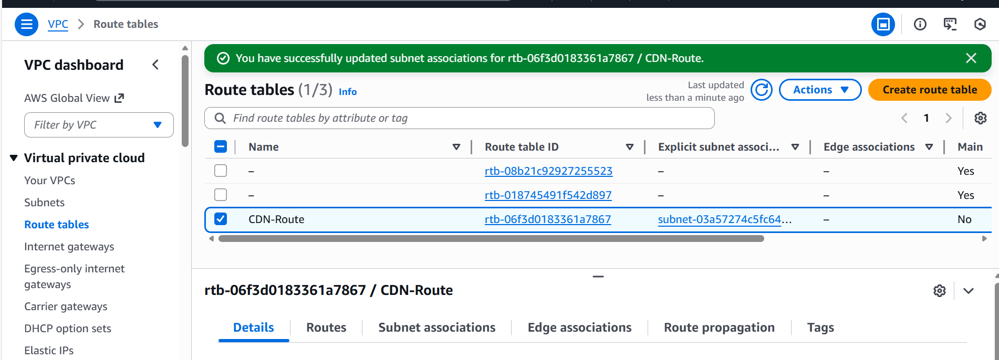 VPC > Route tables
VPC dashboard
AWS Global View
Filter by VPC
Virtual private cloud
Your VPCs
Subnets
Route tables
Internet gateways
Egress-only internet
gateways
Carrier gateways
DHCP option sets
Elastic IPs
You have successfully updated subnet associations for rtb-06f3d0183361a7867 / CDN-Route.
Route tables (1/3) Info
Last updated
less than a minute ago
Actions
Create route table
Find route tables by attribute or tag
1
Name Route table ID Explicit subnet associ... Edge associations Main
– rtb-08b21c92927255523 – – Yes
– rtb-018745491f542d897 – – Yes
CDN-Route rtb-06f3d0183361a7867 subnet-03a57274c5fc64... – No
rtb-06f3d0183361a7867 / CDN-Route
Details Routes Subnet associations Edge associations Route propagation Tags